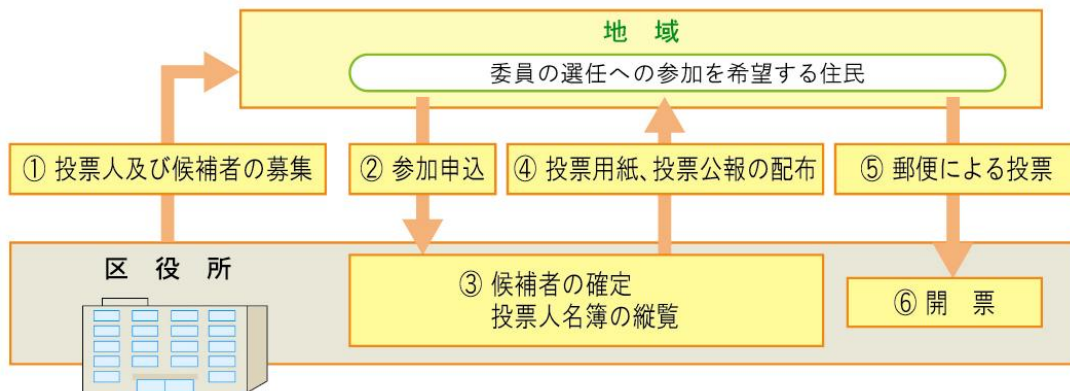 地 域
委員の選任への参加を希望する住民
① 投票人及び候補者の募集
② 参加申込
④ 投票用紙、投票公報の配布
⑤ 郵便による投票
区 役 所
③ 候補者の確定
投票人名簿の縦覧
⑥ 開 票